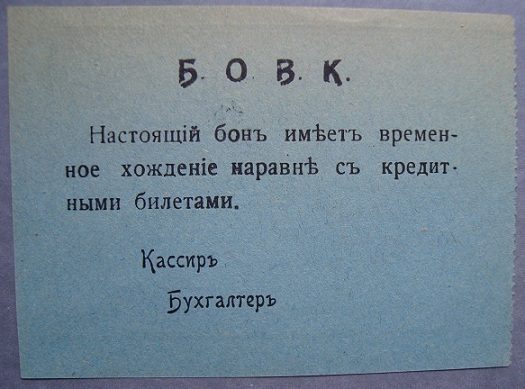 Б. О. В. К.
Настоящій бонъ имѣетъ времен-
ное хожденіе наравнѣ съ кредит-
ными билетами.
Кассиръ
Бухгалтеръ